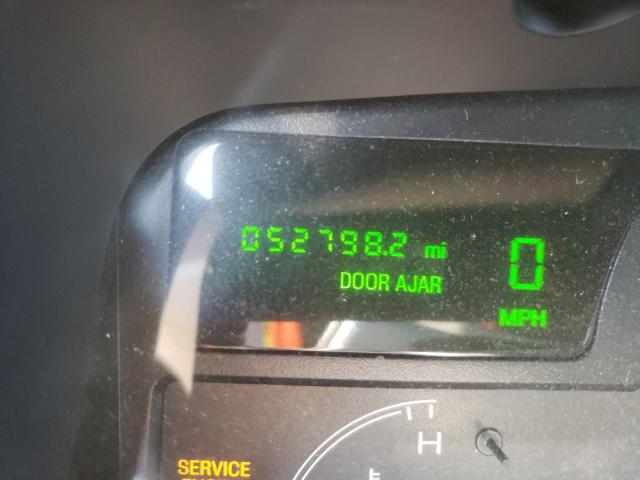 052798.2 mi
DOOR AJAR
0
MPH
H
SERVICE